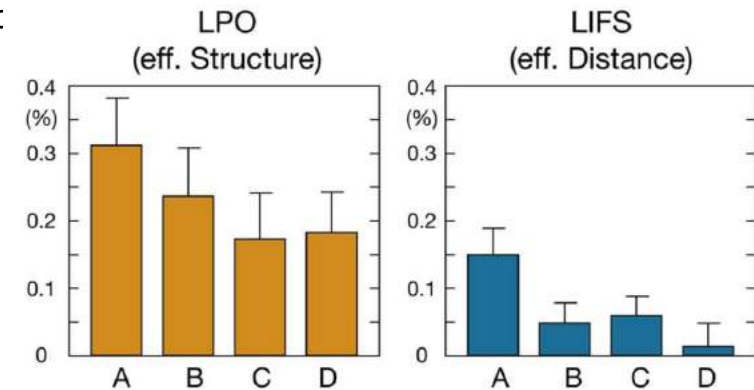 LPO
(eff. Structure)
0.4
(%)
0.3
0.2
0.1
0
A B C D
LIFS
(eff. Distance)
0.4
(%)
0.3
0.2
0.1
0
A B C D